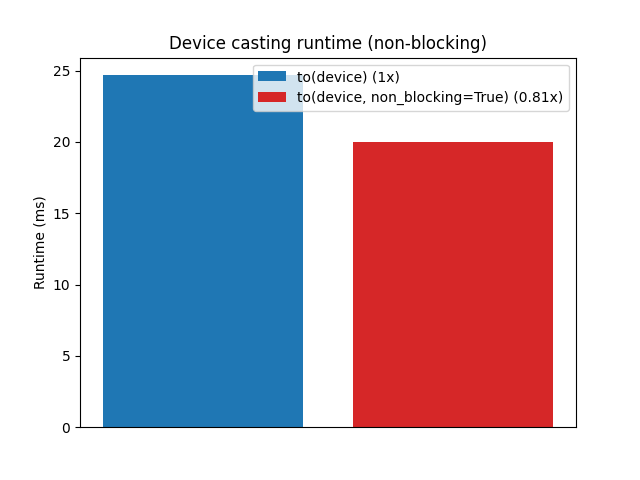 Device casting runtime (non-blocking)
to(device) (1x)
to(device, non_blocking=True) (0.81x)
Runtime (ms)
25
20
15
10
5
0